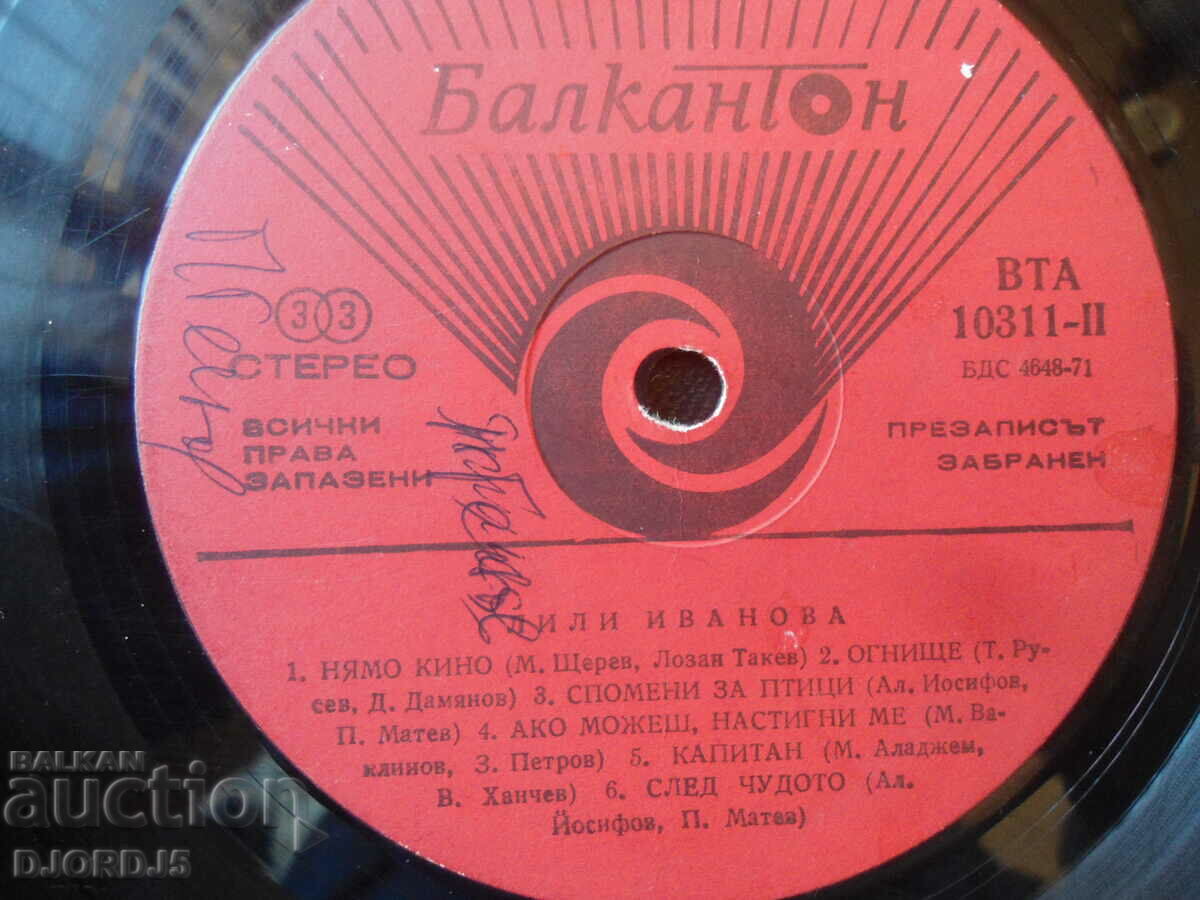 Балкантон
ВТА
10311-II
БДС 4648-71
33
СТЕРЕО
ВСИЧКИ
ПРАВА
ЗАПАЗЕНИ
ПРЕЗАПИСЪТ
ЗАБРАНЕН
ЛИЛИ ИВАНОВА
1. НЯМО КИНО (М. Щерев, Лозан Такев) 2. ОГНИЩЕ (Т. Ру-
сев, Д. Дамянов) 3. СПОМЕНИ ЗА ПТИЦИ (Ал. Иосифов,
П. Матев) 4. АКО МОЖЕШ, НАСТИГНИ МЕ (М. Ва-
клинов, З. Петров) 5. КАПИТАН (М. Аладжем,
В. Ханчев) 6. СЛЕД ЧУДОТО (Ал.
Йосифов, П. Матев)
BALKAN
auction
DJORDJ5